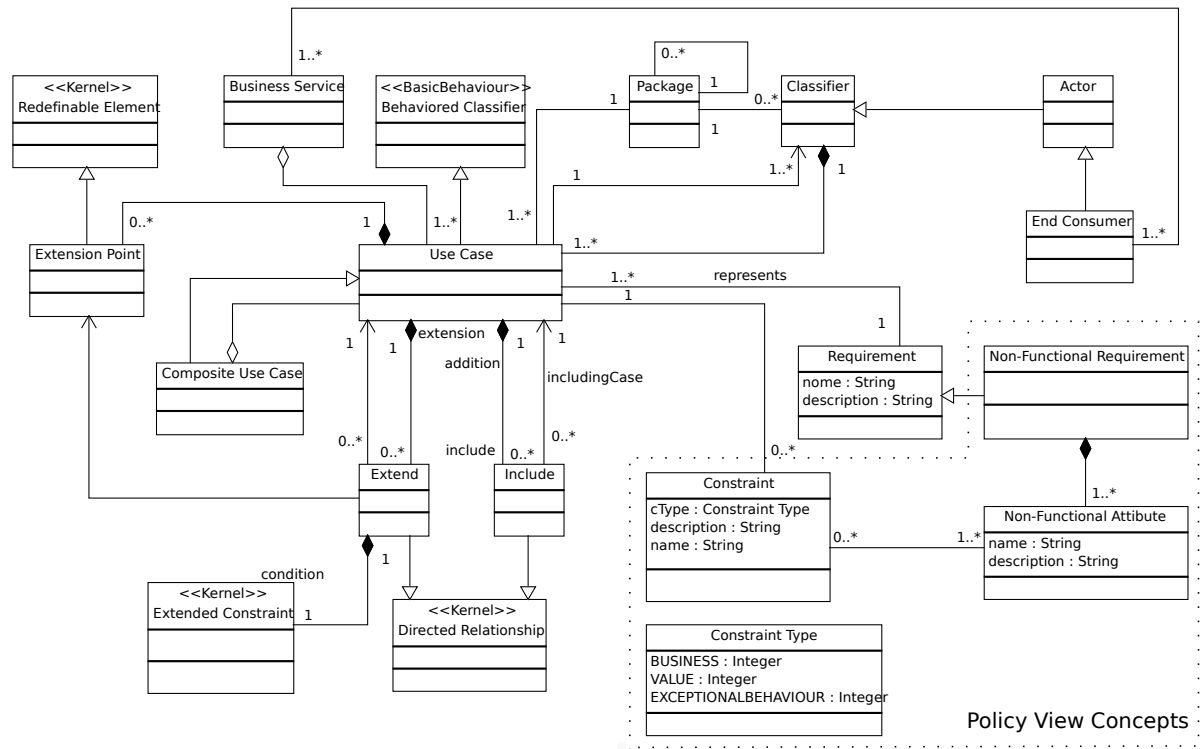 1..*
0..*
<<Kernel>>
Redefinable Element
Business Service
<<BasicBehaviour>>
Behaviored Classifier
Package
1
Classifier
Actor
1
0..*
1
1..*
1
1
0..*
1
1..*
1..*
End Consumer
1..*
1..*
Extension Point
Use Case
1..*
represents
1
1
1
1
extension
1
1
addition
Requirement
Non-Functional Requirement
Composite Use Case
includingCase
nome : String
description : String
0..*
0..*
include
0..*
0..*
0..*
Extend
Include
Constraint
1..*
cType : Constraint Type
description : String
name : String
Non-Functional Attibute
0..*
1..*
name : String
description : String
1
condition
<<Kernel>>
Extended Constraint
1
<<Kernel>>
Directed Relationship
Constraint Type
BUSINESS : Integer
VALUE : Integer
EXCEPTIONALBEHAVIOUR : Integer
Policy View Concepts